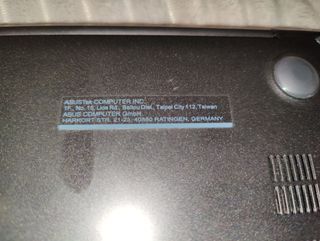 ASUSTek COMPUTER INC.
1F., No. 15, Lide Rd., Beitou Dist., Taipei City 112, Taiwan
ASUS COMPUTER GmbH
HARKORT STR. 21-23, 40880 RATINGEN, GERMANY